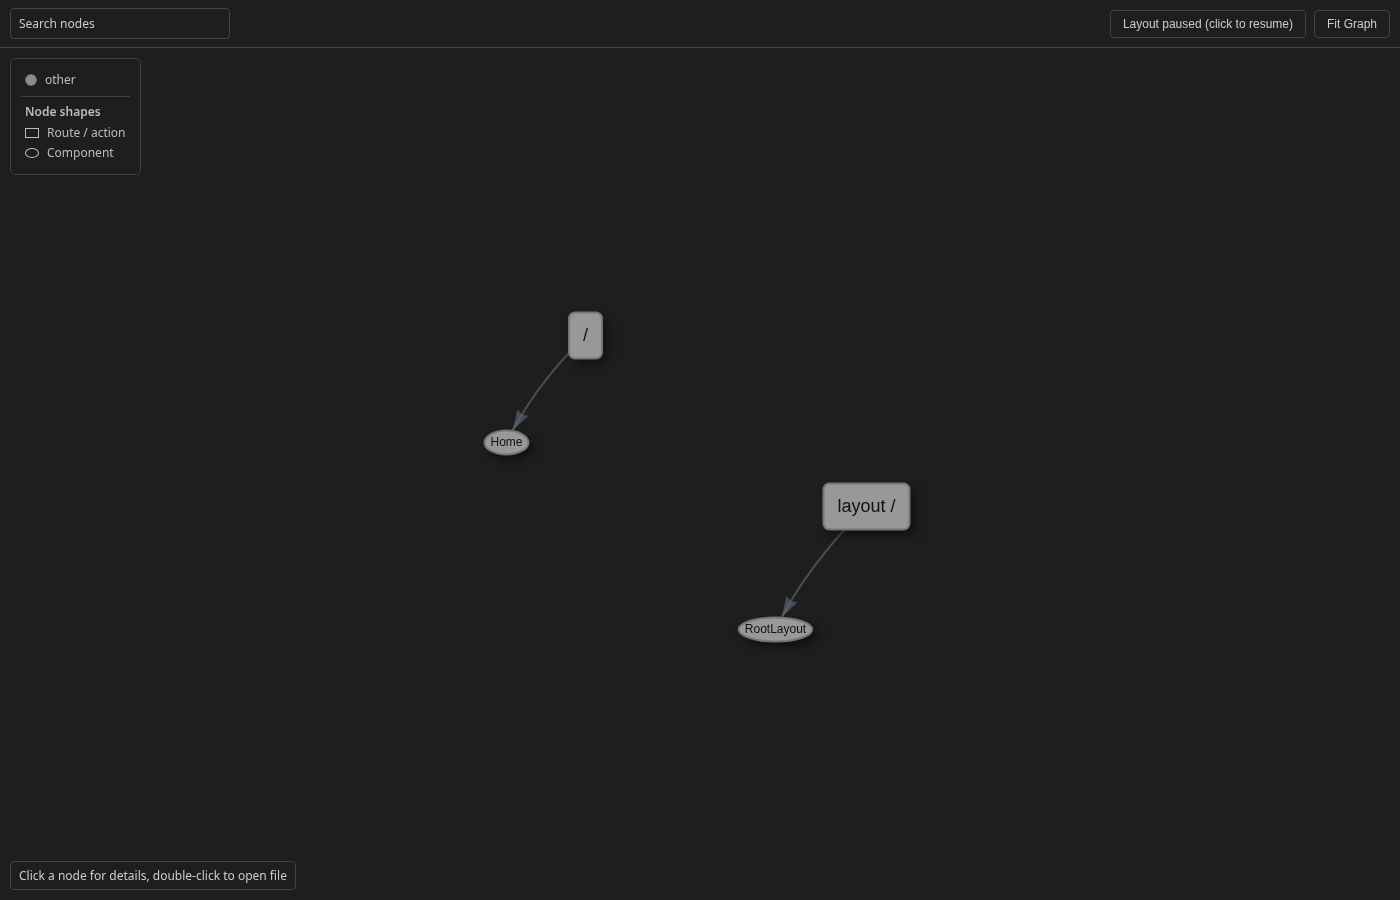 Search nodes
Layout paused (click to resume)
Fit Graph
other
Node shapes
Route / action
Component
/
Home
layout /
RootLayout
Click a node for details, double-click to open file